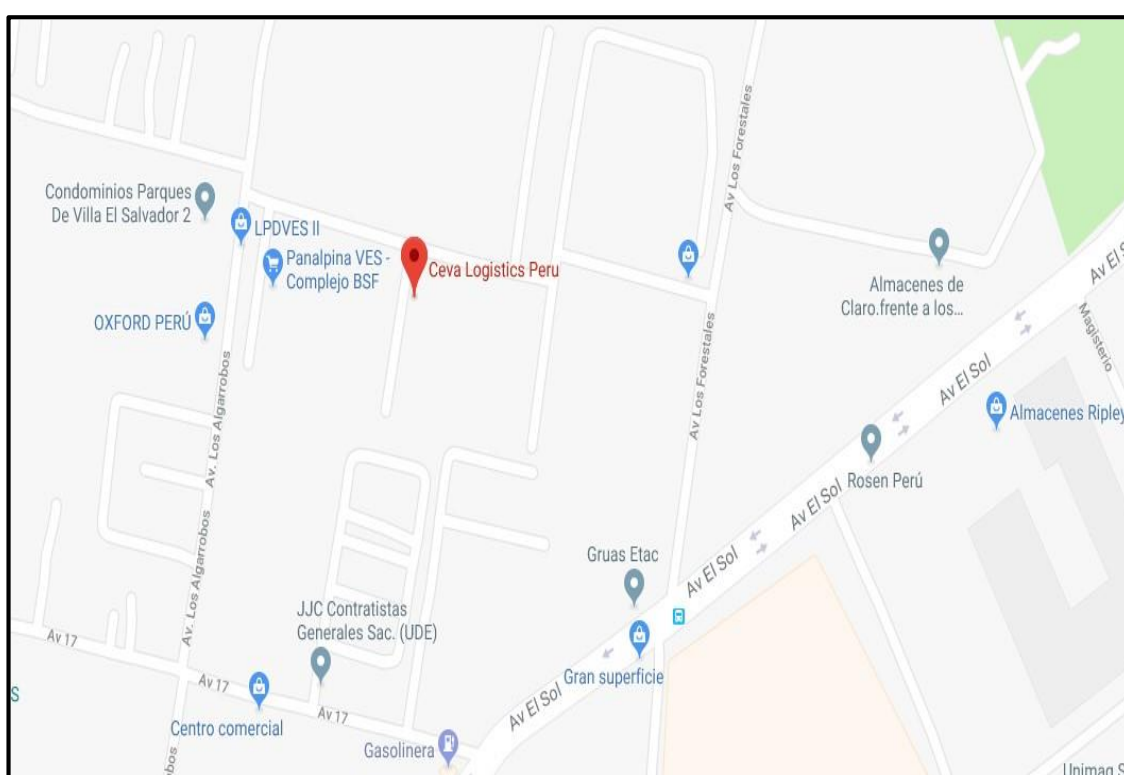 Av Los Forestales
Condominios Parques
De Villa El Salvador 2
LPDVES II
Panalpina VES -
Complejo BSF
Ceva Logistics Peru
OXFORD PERÚ
Almacenes de
Claro.frente a los...
Av El S
Magisterio
Av. Los Algarrobos
Av Los Forestales
Av El Sol
Almacenes Ripley
Rosen Perú
Av El Sol
Av. Los Algarrobos
Gruas Etac
Av El Sol
JJC Contratistas
Generales Sac. (UDE)
Av 17
Gran superficie
S
Av 17
Av El Sol
Av 17
Centro comercial
Gasolinera
robos
Unimaq S